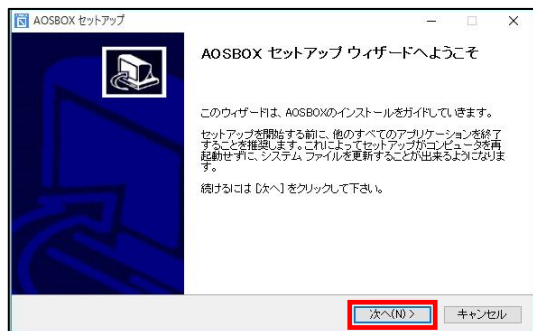 AOSBOX セットアップ
AOSBOX セットアップ ウィザードへようこそ
このウィザードは、AOSBOXのインストールをガイドしていきます。
セットアップを開始する前に、他のすべてのアプリケーションを終了
することを推奨します。これによってセットアップがコンピュータを再
起動せずに、システム ファイルを更新することが出来るようになりま
す。
続けるには [次へ] をクリックして下さい。
次へ(N) >
キャンセル